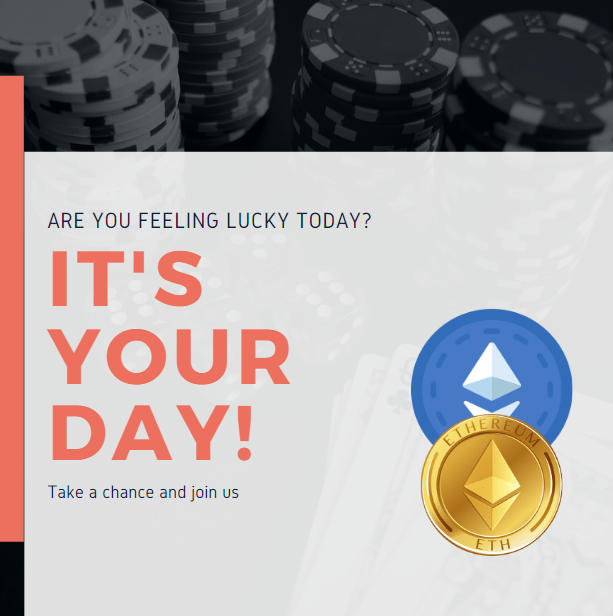 ARE YOU FEELING LUCKY TODAY?
IT'S
YOUR
DAY!
Take a chance and join us
ETHEREUM
ETH